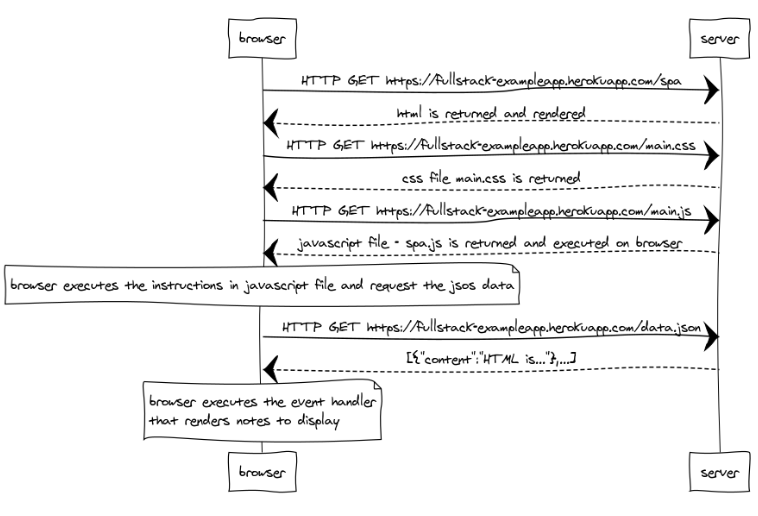 browser server
HTTP GET https://fullstack-exampleapp.herokuapp.com/spa
html is returned and rendered
HTTP GET https://fullstack-exampleapp.herokuapp.com/main.css
css file main.css is returned
HTTP GET https://fullstack-exampleapp.herokuapp.com/main.js
javascript file - spa.js is returned and executed on browser
browser executes the instructions in javascript file and request the jsos data
HTTP GET https://fullstack-exampleapp.herokuapp.com/data.json
[{"content":"HTML is..."},...]
browser executes the event handler
that renders notes to display
browser server